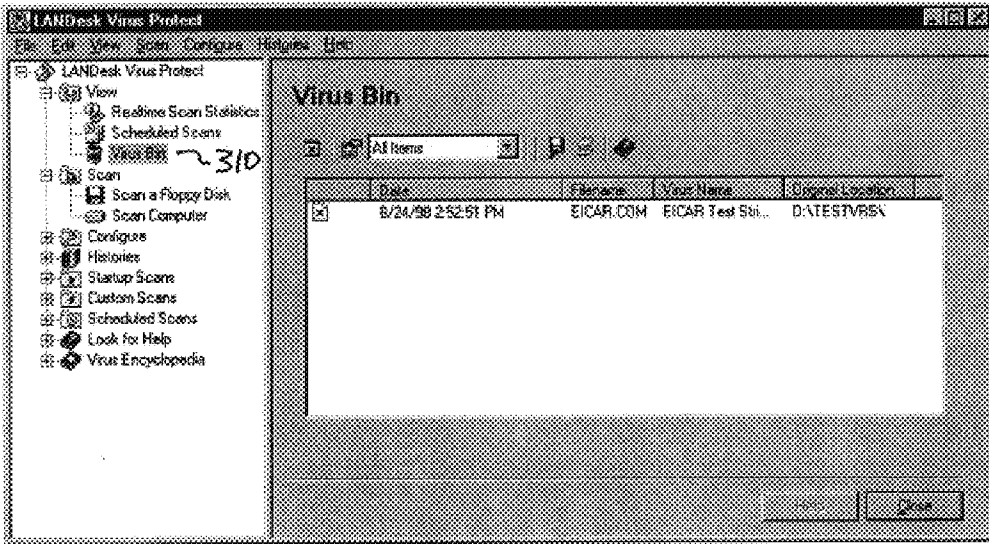 LANDesk Virus Protect
File Edit View Scan Configure Histories Help
LANDesk Virus Protect
View
Realtime Scan Statistics
Scheduled Scans
Virus Bin 310
Scan
Scan a Floppy Disk
Scan Computer
Configure
Histories
Startup Scans
Custom Scans
Scheduled Scans
Look for Help
Virus Encyclopedia
Virus Bin
All Items
Date Filename Virus Name Original Location
8/24/98 2:52:51 PM EICAR.COM EICAR Test Stri... D:\TESTVRS\
Help Close